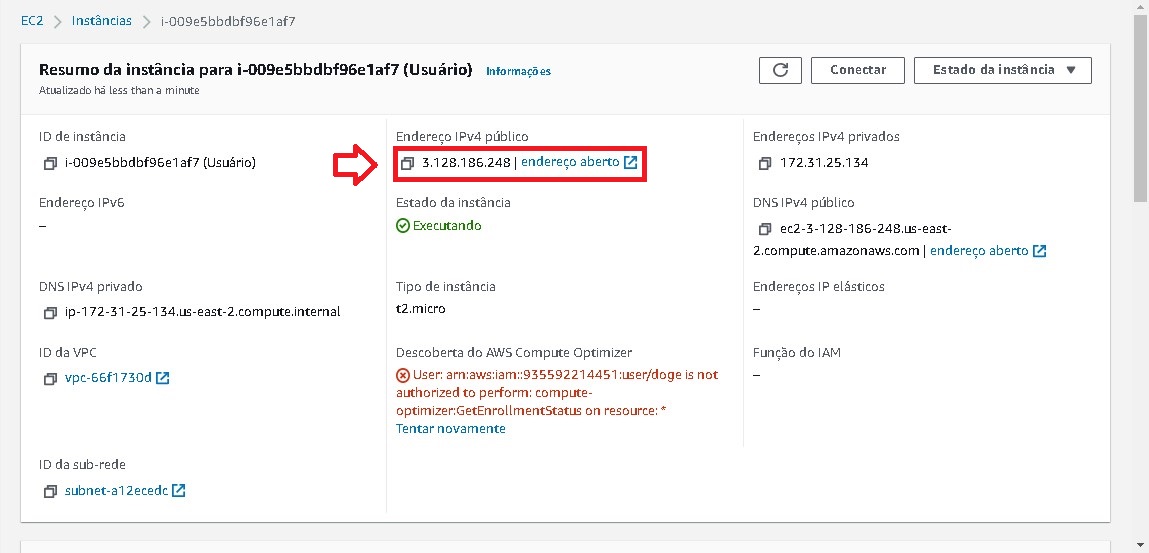 EC2 > Instâncias > i-009e5bbdbf96e1af7
Resumo da instância para i-009e5bbdbf96e1af7 (Usuário) Informações
Atualizado há less than a minute
Conectar
Estado da instância ▼
ID de instância
i-009e5bbdbf96e1af7 (Usuário)
Endereço IPv4 público
3.128.186.248 | endereço aberto
Endereços IPv4 privados
172.31.25.134
Endereço IPv6
–
Estado da instância
Executando
DNS IPv4 público
ec2-3-128-186-248.us-east-
2.compute.amazonaws.com | endereço aberto
DNS IPv4 privado
ip-172-31-25-134.us-east-2.compute.internal
Tipo de instância
t2.micro
Endereços IP elásticos
–
ID da VPC
vpc-66f1730d
Descoberta do AWS Compute Optimizer
User: arn:aws:iam::935592214451:user/doge is not
authorized to perform: compute-
optimizer:GetEnrollmentStatus on resource: *
Tentar novamente
Função do IAM
–
ID da sub-rede
subnet-a12ecedc